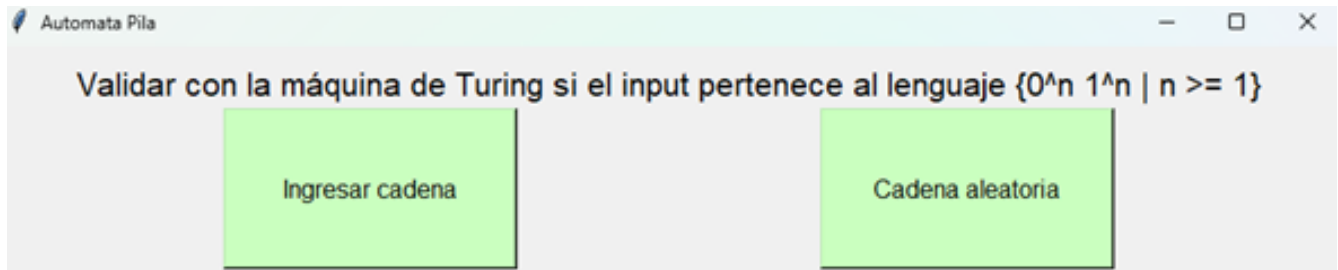 Automata Pila
Validar con la máquina de Turing si el input pertenece al lenguaje {0^n 1^n | n >= 1}
Ingresar cadena
Cadena aleatoria